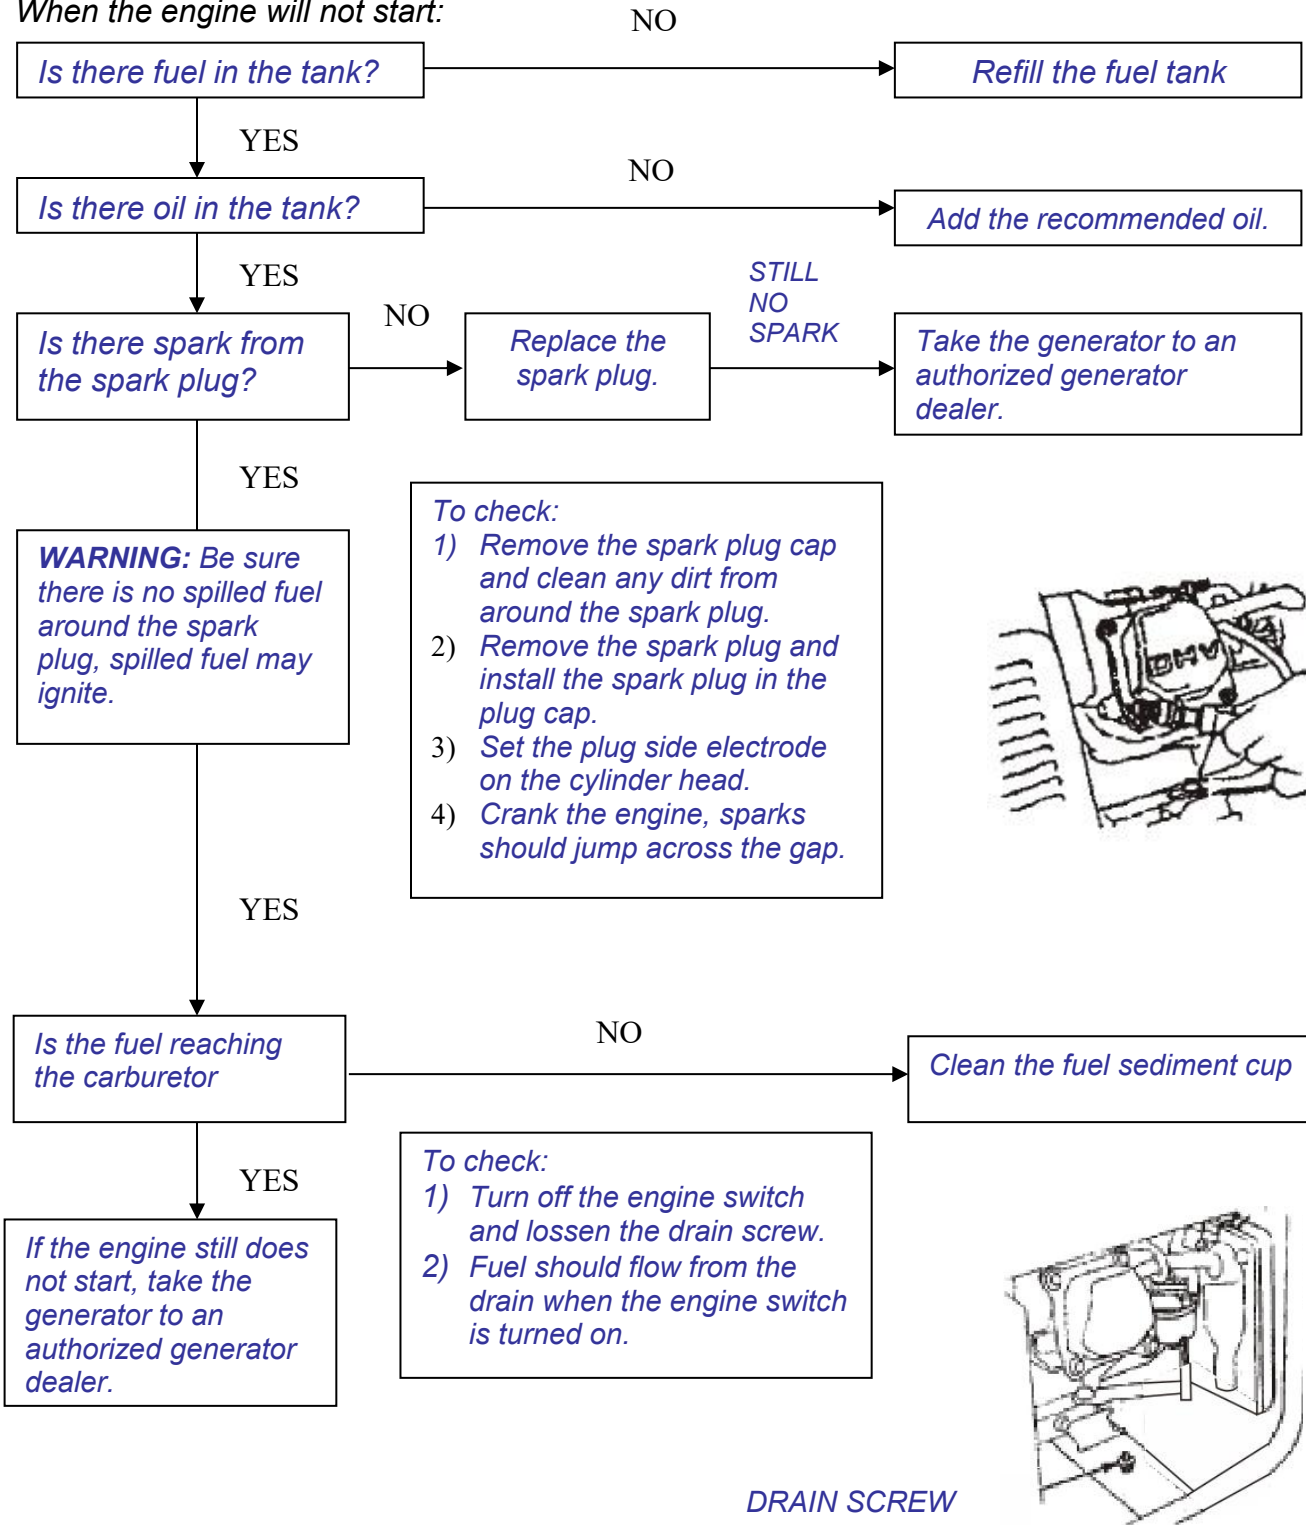 When the engine will not start:
NO
Is there fuel in the tank?
Refill the fuel tank
YES
NO
Is there oil in the tank?
Add the recommended oil.
YES
STILL
NO
SPARK
NO
Is there spark from
the spark plug?
Replace the
spark plug.
Take the generator to an
authorized generator
dealer.
YES
WARNING: Be sure
there is no spilled fuel
around the spark
plug, spilled fuel may
ignite.
To check:
1) Remove the spark plug cap
and clean any dirt from
around the spark plug.
2) Remove the spark plug and
install the spark plug in the
plug cap.
3) Set the plug side electrode
on the cylinder head.
4) Crank the engine, sparks
should jump across the gap.
OHV
YES
NO
Is the fuel reaching
the carburetor
Clean the fuel sediment cup
YES
To check:
1) Turn off the engine switch
and lossen the drain screw.
2) Fuel should flow from the
drain when the engine switch
is turned on.
If the engine still does
not start, take the
generator to an
authorized generator
dealer.
DRAIN SCREW